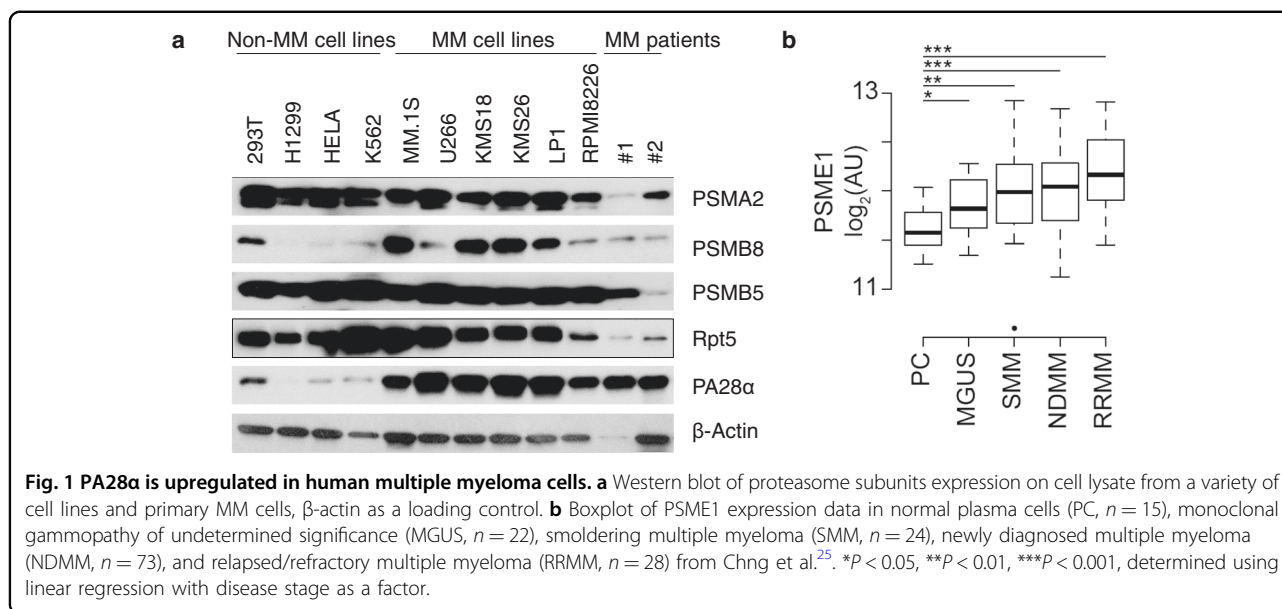 a
Non-MM cell lines MM cell lines MM patients
293T H1299 HELA K562 MM.1S U266 KMS18 KMS26 LP1 RPMI8226 #1 #2
PSMA2
PSMB8
PSMB5
Rpt5
PA28α
β-Actin
b
***
***
**
*
13
11
PSME1
log₂(AU)
PC MGUS SMM NDMM RRMM
Fig. 1 PA28α is upregulated in human multiple myeloma cells. a Western blot of proteasome subunits expression on cell lysate from a variety of
cell lines and primary MM cells, β-actin as a loading control. b Boxplot of PSME1 expression data in normal plasma cells (PC, n = 15), monoclonal
gammopathy of undetermined significance (MGUS, n = 22), smoldering multiple myeloma (SMM, n = 24), newly diagnosed multiple myeloma
(NDMM, n = 73), and relapsed/refractory multiple myeloma (RRMM, n = 28) from Chng et al.²⁵. *P < 0.05, **P < 0.01, ***P < 0.001, determined using
linear regression with disease stage as a factor.